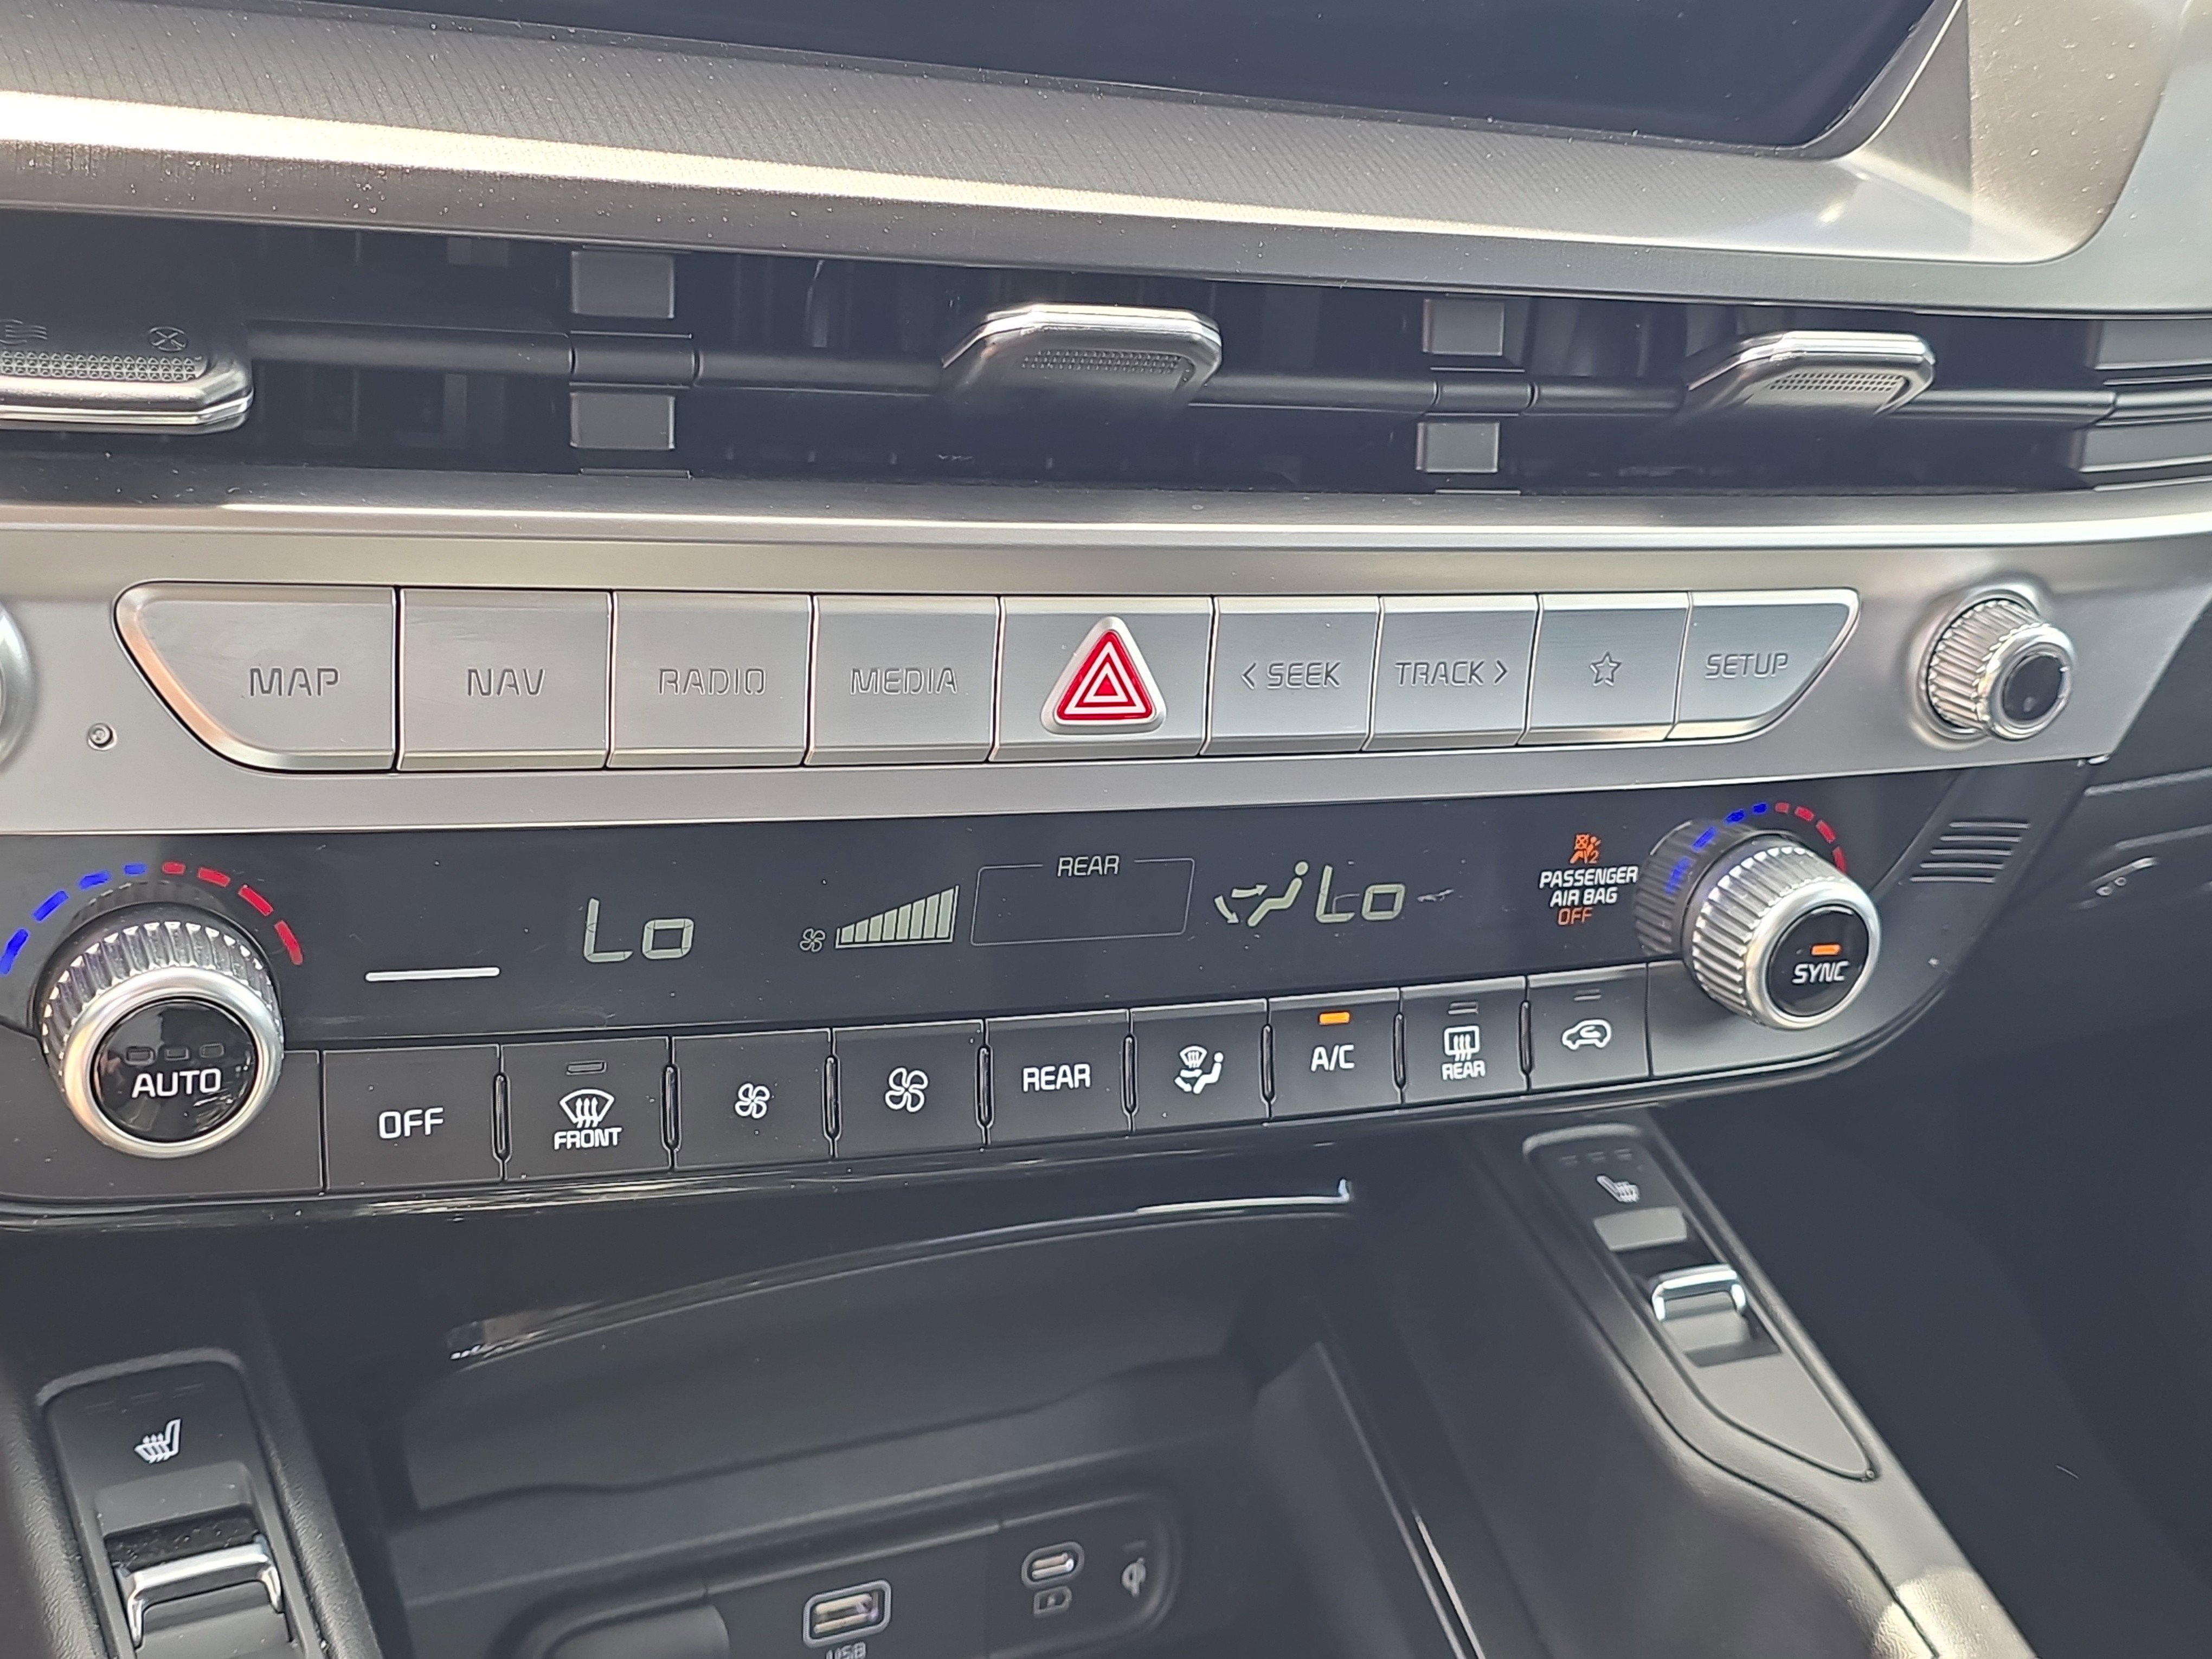 MAP
NAV
RADIO
MEDIA
< SEEK
TRACK >
SETUP
Lo
REAR
Lo
PASSENGER
AIR BAG
OFF
SYNC
AUTO
OFF
FRONT
REAR
A/C
REAR
USB